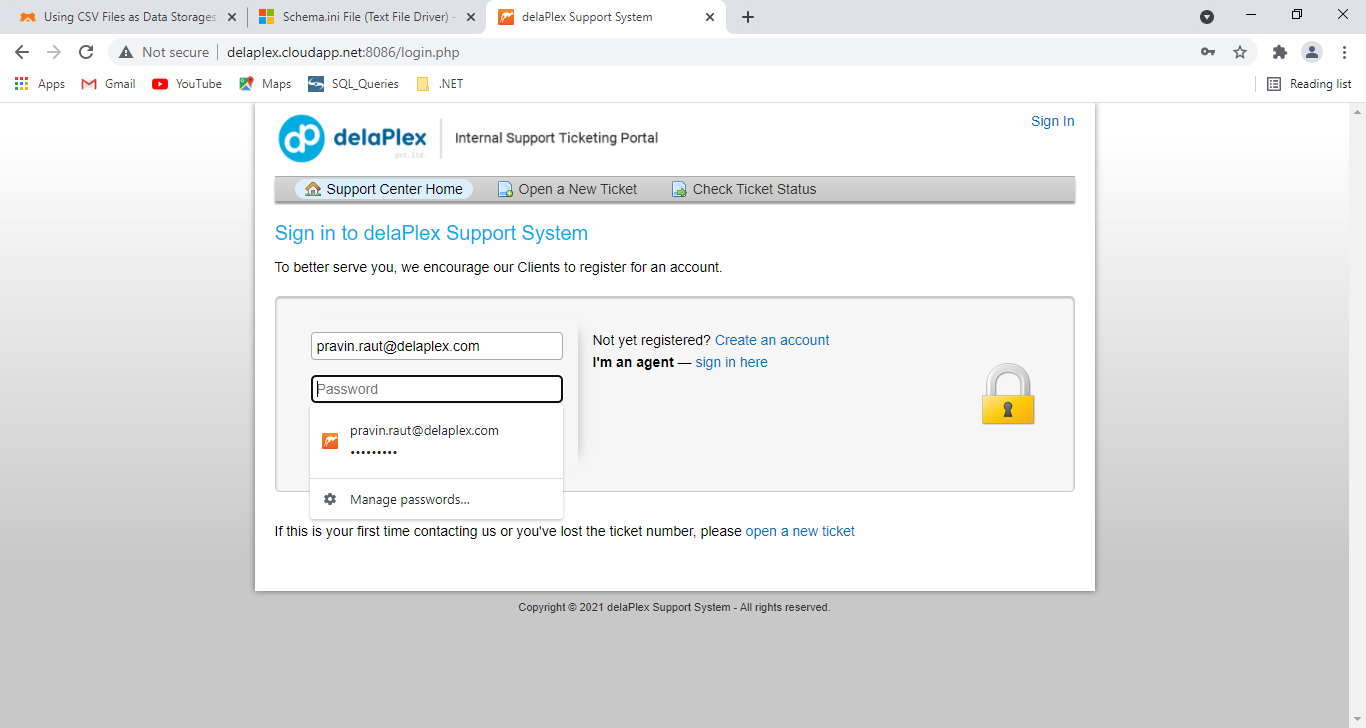 Using CSV Files as Data Storages
Schema.ini File (Text File Driver) -
delaPlex Support System
Not secure
delaplex.cloudapp.net:8086/login.php
Apps
Gmail
YouTube
Maps
SQL_Queries
.NET
Reading list
dp
delaPlex
pvt.ltd.
Internal Support Ticketing Portal
Sign In
Support Center Home
Open a New Ticket
Check Ticket Status
Sign in to delaPlex Support System
To better serve you, we encourage our Clients to register for an account.
pravin.raut@delaplex.com
Password
pravin.raut@delaplex.com
•••••••••
Manage passwords...
Not yet registered? Create an account
I'm an agent — sign in here
If this is your first time contacting us or you've lost the ticket number, please open a new ticket
Copyright © 2021 delaPlex Support System - All rights reserved.